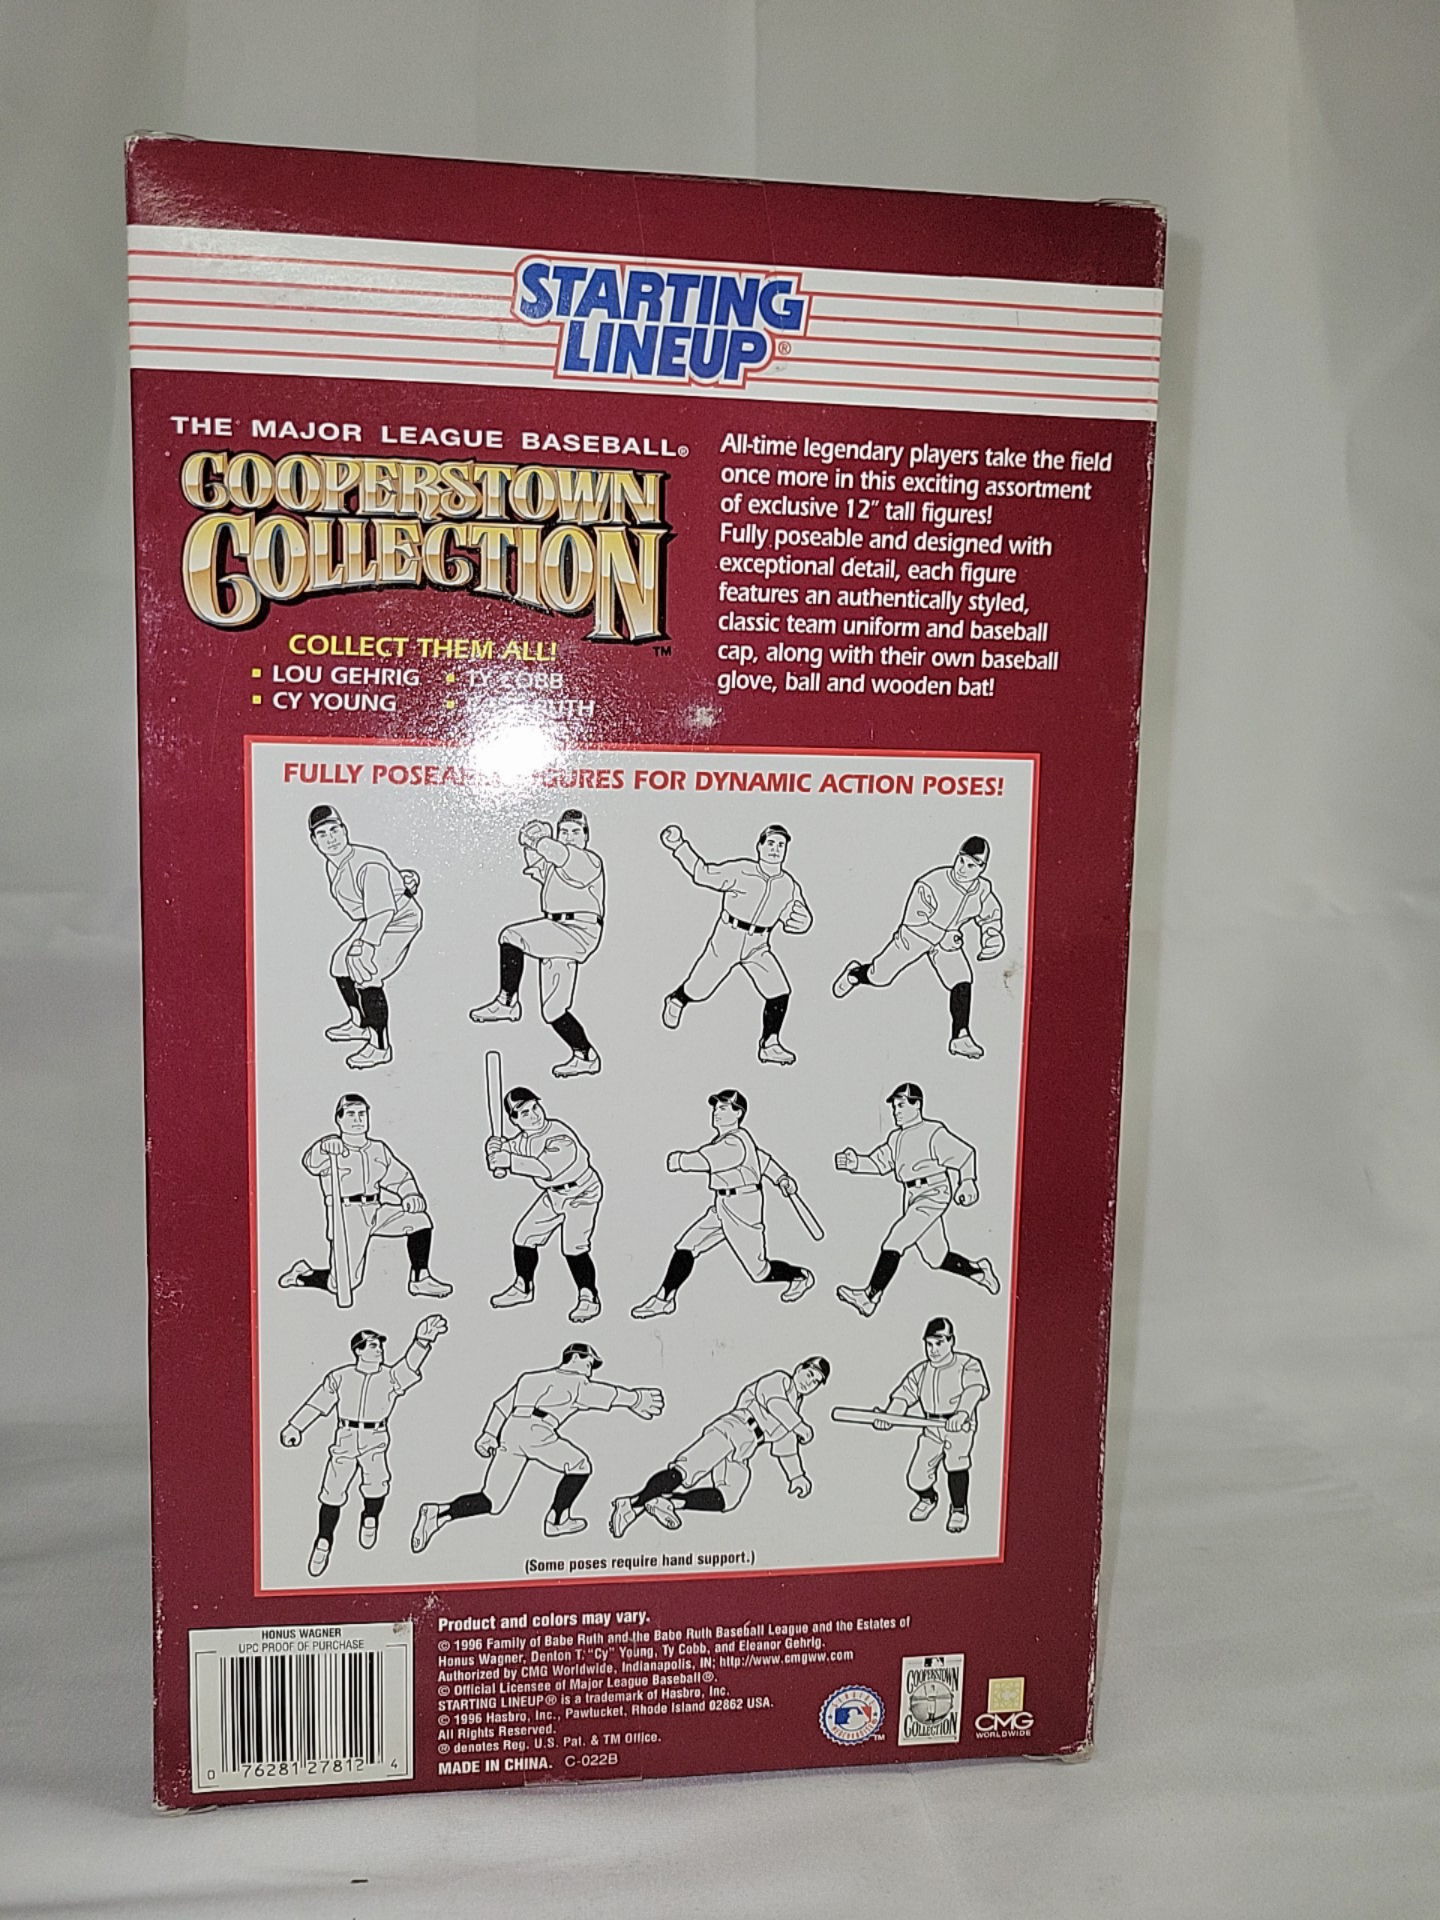 STARTING
LINEUP®
THE MAJOR LEAGUE BASEBALL®
COOPERSTOWN
COLLECTION™
COLLECT THEM ALL!
▪ LOU GEHRIG ▪ TY COBB
▪ CY YOUNG ▪ RUTH
All-time legendary players take the field
once more in this exciting assortment
of exclusive 12" tall figures!
Fully poseable and designed with
exceptional detail, each figure
features an authentically styled,
classic team uniform and baseball
cap, along with their own baseball
glove, ball and wooden bat!
FULLY POSEABLE FIGURES FOR DYNAMIC ACTION POSES!
(Some poses require hand support.)
HONUS WAGNER
UPC PROOF OF PURCHASE
0 76281 27812 4
Product and colors may vary.
© 1996 Family of Babe Ruth and the Babe Ruth Baseball League and the Estates of
Honus Wagner, Denton T. "Cy" Young, Ty Cobb, and Eleanor Gehrig.
Authorized by CMG Worldwide, Indianapolis, IN; http://www.cmgww.com
© Official Licensee of Major League Baseball®.
STARTING LINEUP® is a trademark of Hasbro, Inc.
© 1996 Hasbro, Inc., Pawtucket, Rhode Island 02862 USA.
All Rights Reserved.
® denotes Reg. U.S. Pat. & TM Office.
MADE IN CHINA. C-022B
GENUINE MERCHANDISE ™
COOPERSTOWN
COLLECTION
CMG
WORLDWIDE